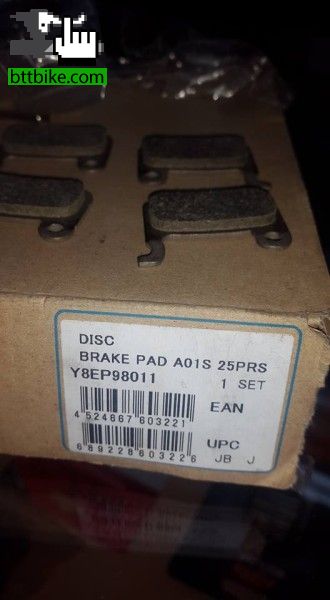 bttbike.com
DISC
BRAKE PAD A01S 25PRS
Y8EP98011 1 SET
EAN
4 524667 603221
UPC
6 89228 60322 6
JB J